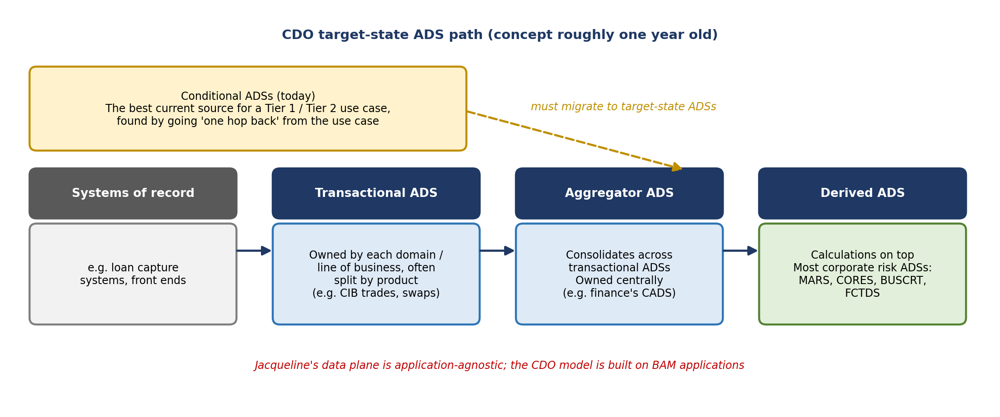 CDO target-state ADS path (concept roughly one year old)
Conditional ADSs (today)
The best current source for a Tier 1 / Tier 2 use case,
found by going 'one hop back' from the use case
must migrate to target-state ADSs
Systems of record
e.g. loan capture
systems, front ends
Transactional ADS
Owned by each domain /
line of business, often
split by product
(e.g. CIB trades, swaps)
Aggregator ADS
Consolidates across
transactional ADSs
Owned centrally
(e.g. finance's CADS)
Derived ADS
Calculations on top
Most corporate risk ADSs:
MARS, CORES, BUSCRT,
FCTDS
Jacqueline's data plane is application-agnostic; the CDO model is built on BAM applications